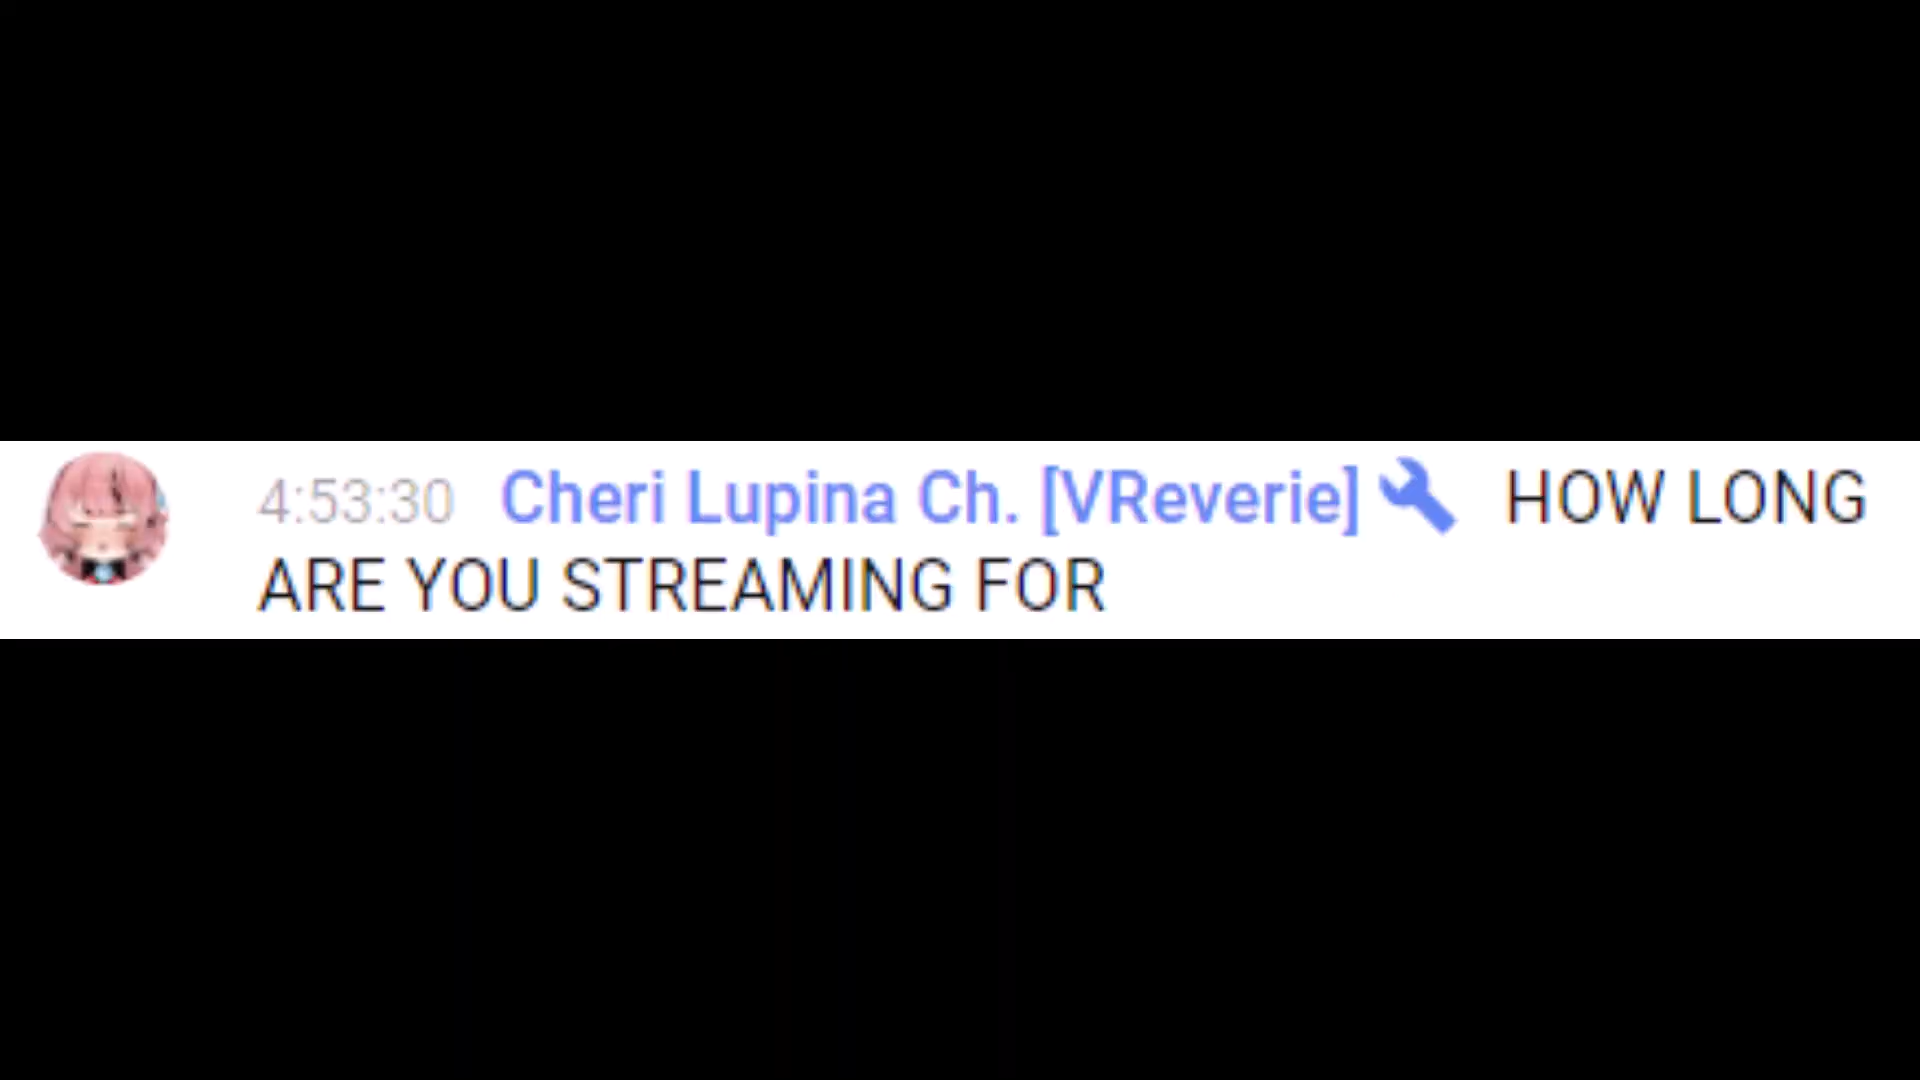 4:53:30 Cheri Lupina Ch. [VReverie] HOW LONG
ARE YOU STREAMING FOR